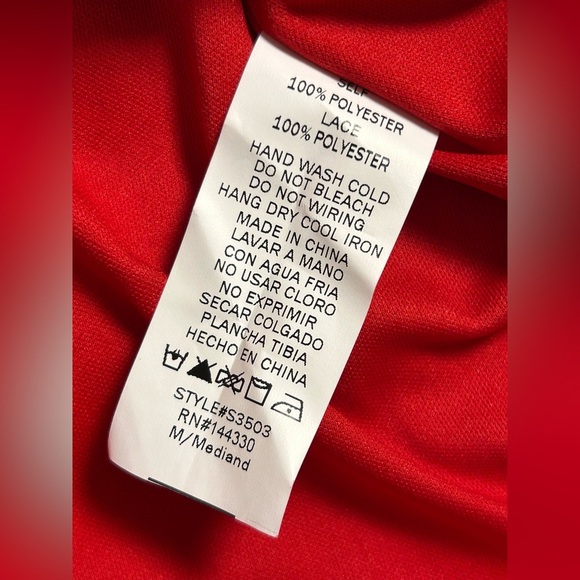 SELF
100% POLYESTER
LACE
100% POLYESTER
HAND WASH COLD
DO NOT BLEACH
DO NOT WIRING
HANG DRY COOL IRON
MADE IN CHINA
LAVAR A MANO
CON AGUA FRIA
NO USAR CLORO
NO EXPRIMIR
SECAR COLGADO
PLANCHA TIBIA
HECHO EN CHINA
STYLE#S3503
RN#144330
M/Mediand